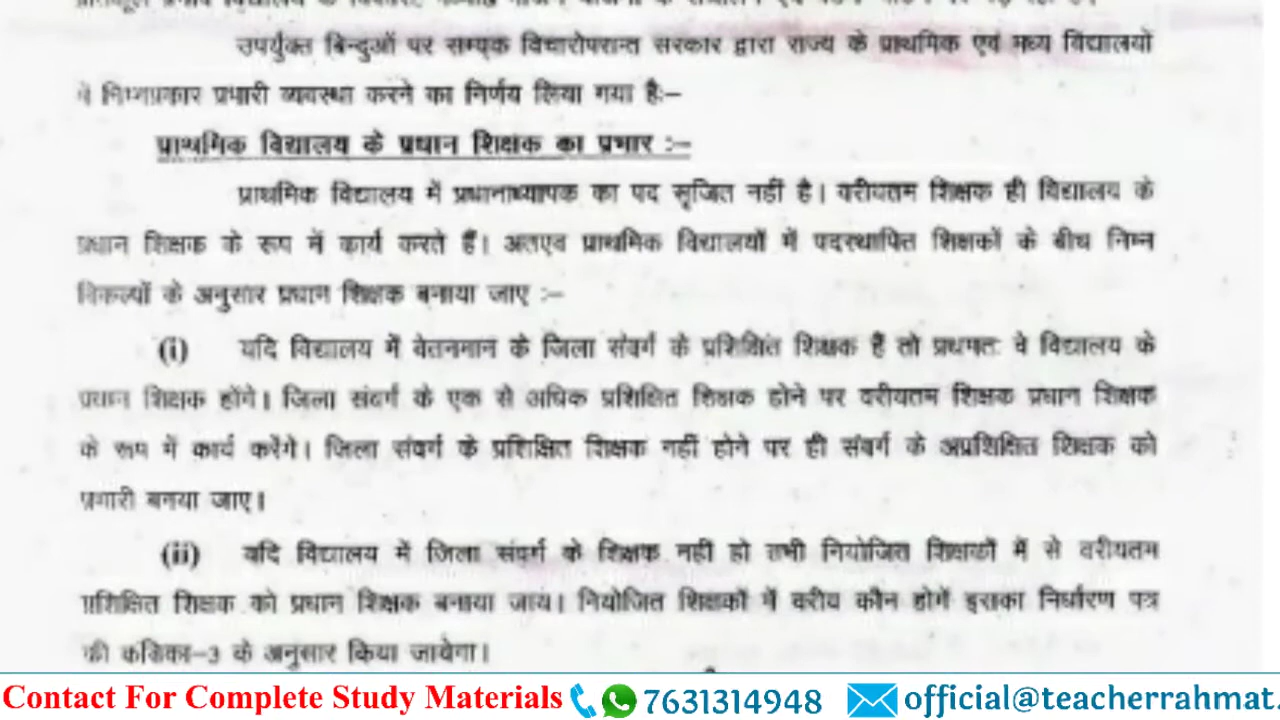 उपर्युक्त बिन्दुओं पर सम्यक विचारोपरान्त सरकार द्वारा राज्य के प्राथमिक एवं मध्य विद्यालयों
निम्नप्रकार प्रभारी व्यवस्था करने का निर्णय लिया गया है:–
प्राथमिक विद्यालय के प्रधान शिक्षक का प्रभार :–
प्राथमिक विद्यालय में प्रधानाध्यापक का पद सृजित नहीं है। वरीयतम शिक्षक ही विद्यालय के
प्रधान शिक्षक के रूप में कार्य करते हैं। अतएव प्राथमिक विद्यालयों में पदस्थापित शिक्षकों के बीच निम्न
विकल्पों के अनुसार प्रधान शिक्षक बनाया जाए :–
(i) यदि विद्यालय में वेतनमान के जिला संवर्ग के प्रशिक्षित शिक्षक हैं तो प्रथमतः वे विद्यालय के
प्रधान शिक्षक होंगे। जिला संवर्ग के एक से अधिक प्रशिक्षित शिक्षक होने पर वरीयतम शिक्षक प्रधान शिक्षक
के रूप में कार्य करेंगे। जिला संवर्ग के प्रशिक्षित शिक्षक नहीं होने पर ही संवर्ग के अप्रशिक्षित शिक्षक को
प्रभारी बनया जाए।
(ii) यदि विद्यालय में जिला संवर्ग के शिक्षक नहीं हो तभी नियोजित शिक्षकों में से वरीयतम
प्रशिक्षित शिक्षक को प्रधान शिक्षक बनाया जाय। नियोजित शिक्षकों में वरीय कौन होगें इसका निर्धारण पत्र
की कंडिका–3 के अनुसार किया जायेगा।
Contact For Complete Study Materials 7631314948 official@teacherrahmat.